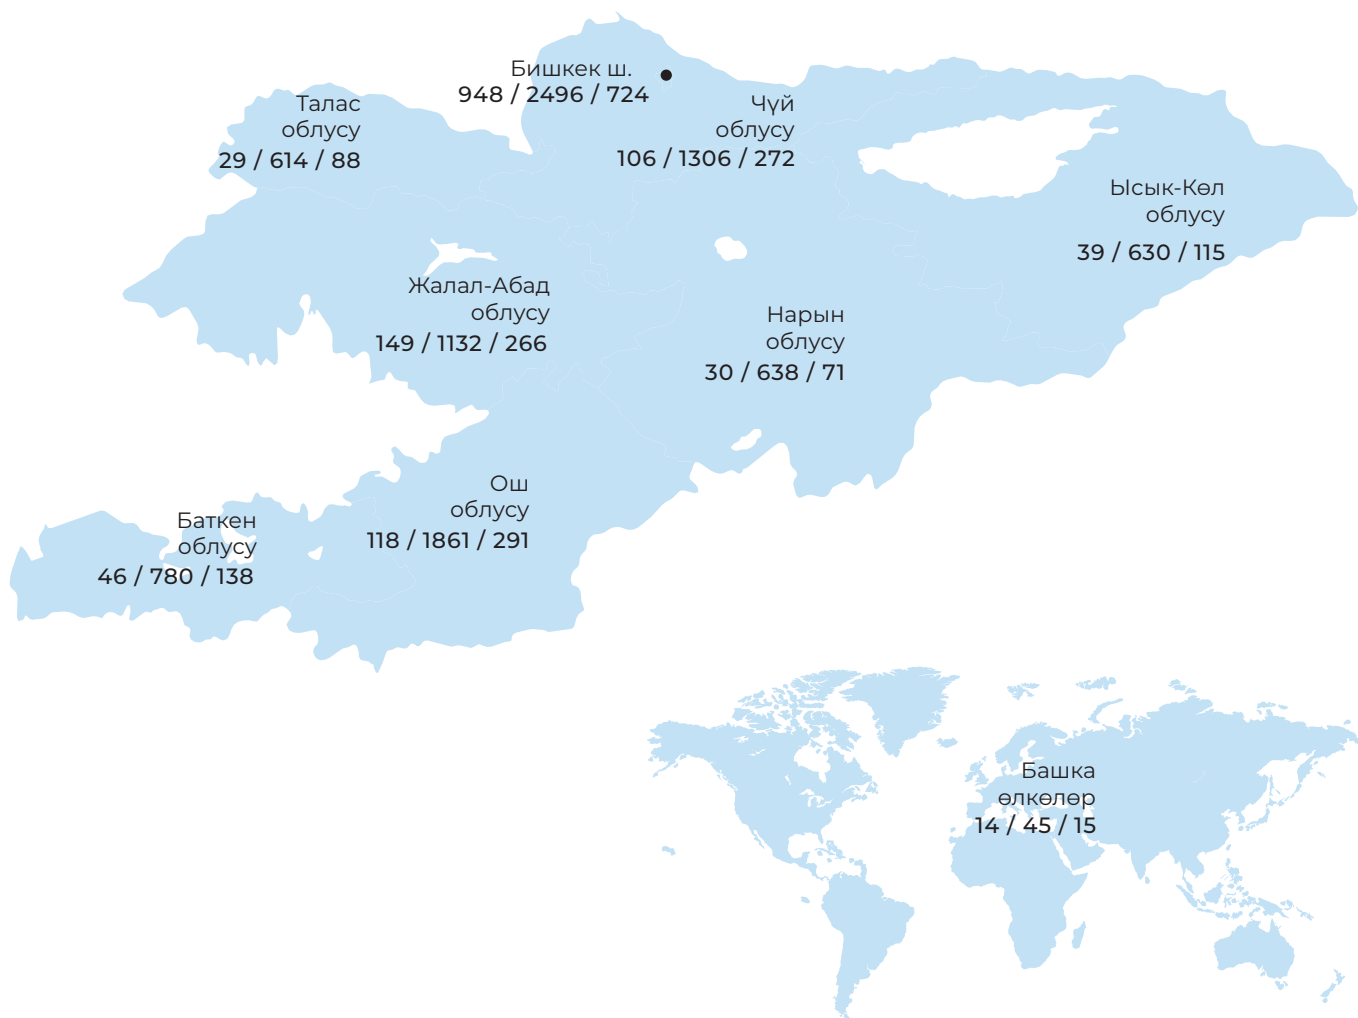 Бишкек ш.
948 / 2496 / 724
Талас
облусу
29 / 614 / 88
Чүй
облусу
106 / 1306 / 272
Ысык-Көл
облусу
39 / 630 / 115
Жалал-Абад
облусу
149 / 1132 / 266
Нарын
облусу
30 / 638 / 71
Ош
облусу
118 / 1861 / 291
Баткен
облусу
46 / 780 / 138
Башка
өлкөлөр
14 / 45 / 15